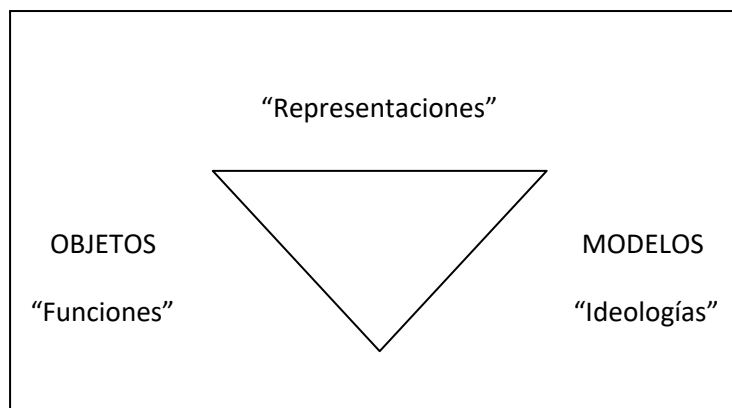 “Representaciones”
OBJETOS
MODELOS
“Funciones”
“Ideologías”